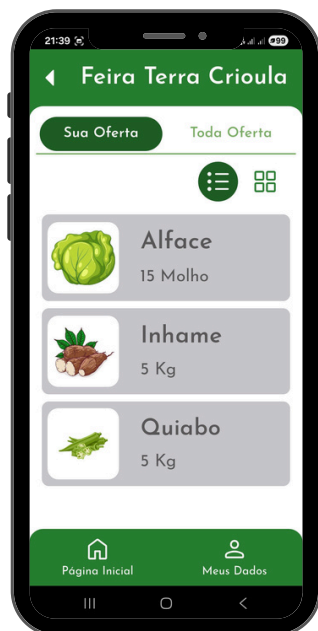 21:39
99
Feira Terra Crioula
Sua Oferta
Toda Oferta
Alface
15 Molho
Inhame
5 Kg
Quiabo
5 Kg
Página Inicial
Meus Dados